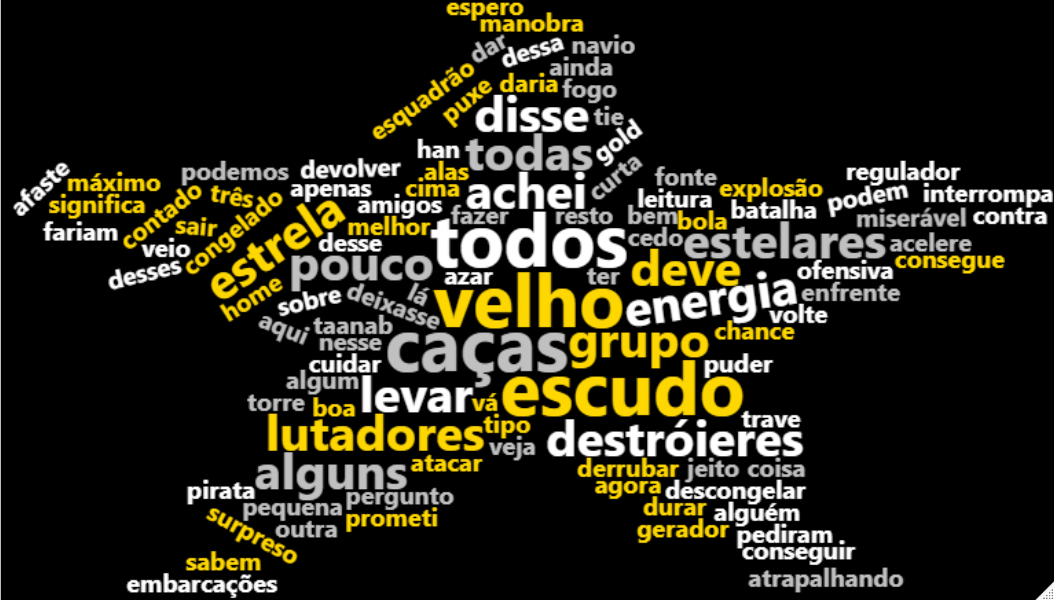 espero
manobra
dar
dessa
navio
ainda
esquadrão
puxe
daria
fogo
disse
tie
gold
han
todas
curta
afaste
máximo
podemos
devolver
alas
fonte
regulador
significa
contado
três
apenas
cima
achei
leitura
explosão
podem
interrompa
fariam
sair
congelado
amigos
fazer
resto
bem
bola
batalha
miserável
contra
veio
estrela
desse
melhor
todos
cedo
estelares
acelere
desses
pouco
azar
ter
deve
ofensiva
consegue
home
sobre
deixasse
lá
velho
energia
enfrente
volte
aqui
taanab
nesse
caças
grupo
chance
cuidar
puder
algum
levar
vá
escudo
torre
boa
trave
lutadores
tipo
veja
destróieres
alguns
atacar
derrubar
jeito
coisa
pirata
pergunto
agora
descongelar
pequena
surpreso
outra
prometi
durar
alguém
gerador
pediram
conseguir
sabem
embarcações
atrapalhando